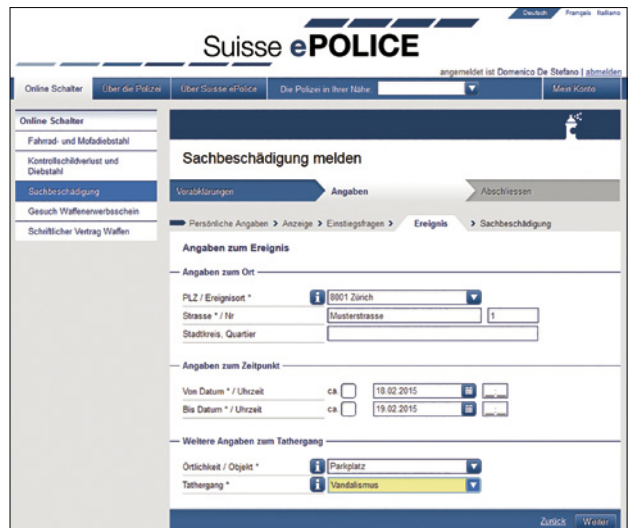 Deutsch Français Italiano
Suisse ePOLICE
angemeldet ist Domenico De Stefano | abmelden
Online Schalter Über die Polizei Über Suisse ePolice Die Polizei in Ihrer Nähe: Mein Konto
Online Schalter
Fahrrad- und Mofadiebstahl
Kontrollschildverlust und
Diebstahl
Sachbeschädigung
Gesuch Waffenerwerbsschein
Schriftlicher Vertrag Waffen
Sachbeschädigung melden
Vorabklärungen Angaben Abschliessen
Persönliche Angaben > Anzeige > Einstiegsfragen > Ereignis > Sachbeschädigung
Angaben zum Ereignis
Angaben zum Ort
PLZ / Ereignisort * i 8001 Zürich
Strasse * / Nr Musterstrasse 1
Stadtkreis, Quartier
Angaben zum Zeitpunkt
Von Datum * / Uhrzeit ca. 18.02.2015 __:__
Bis Datum * / Uhrzeit ca. 19.02.2015 __:__
Weitere Angaben zum Tathergang
Örtlichkeit / Objekt * i Parkplatz
Tathergang * i Vandalismus
Zurück Weiter